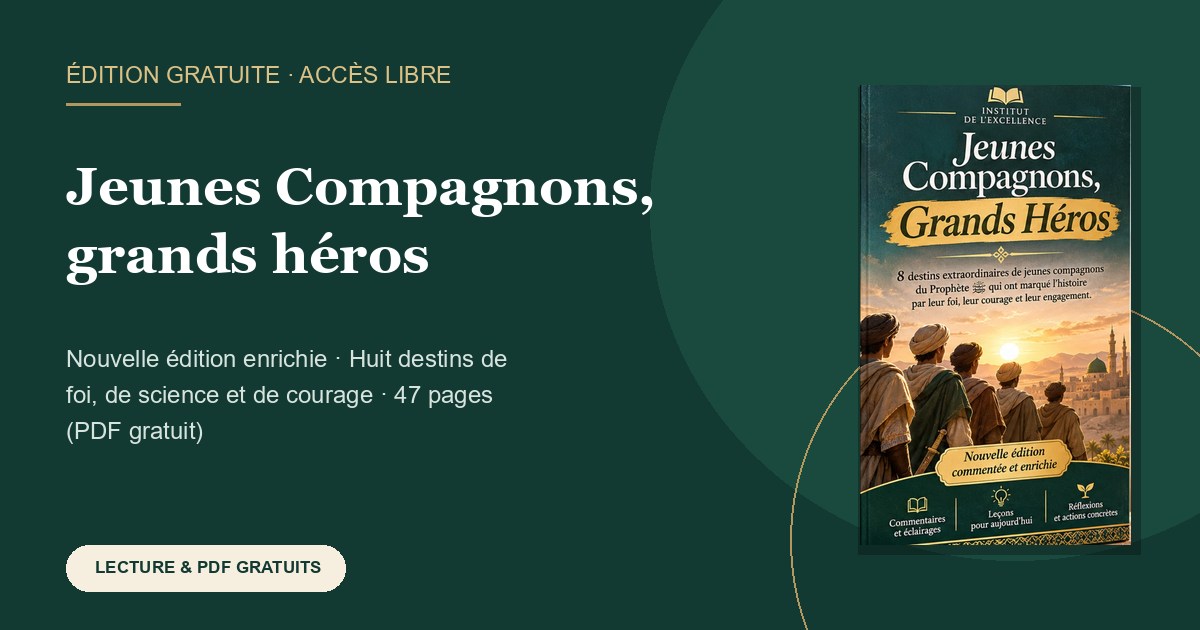 ÉDITION GRATUITE · ACCÈS LIBRE
Jeunes Compagnons,
grands héros
Nouvelle édition enrichie · Huit destins de
foi, de science et de courage · 47 pages
(PDF gratuit)
LECTURE & PDF GRATUITS
INSTITUT
DE L'EXCELLENCE
Jeunes
Compagnons,
Grands Héros
8 destins extraordinaires de jeunes compagnons
du Prophète ﷺ qui ont marqué l'histoire
par leur foi, leur courage et leur engagement.
Nouvelle édition
commentée et enrichie
Commentaires
et éclairages
Leçons
pour aujourd'hui
Réflexions
et actions concrètes